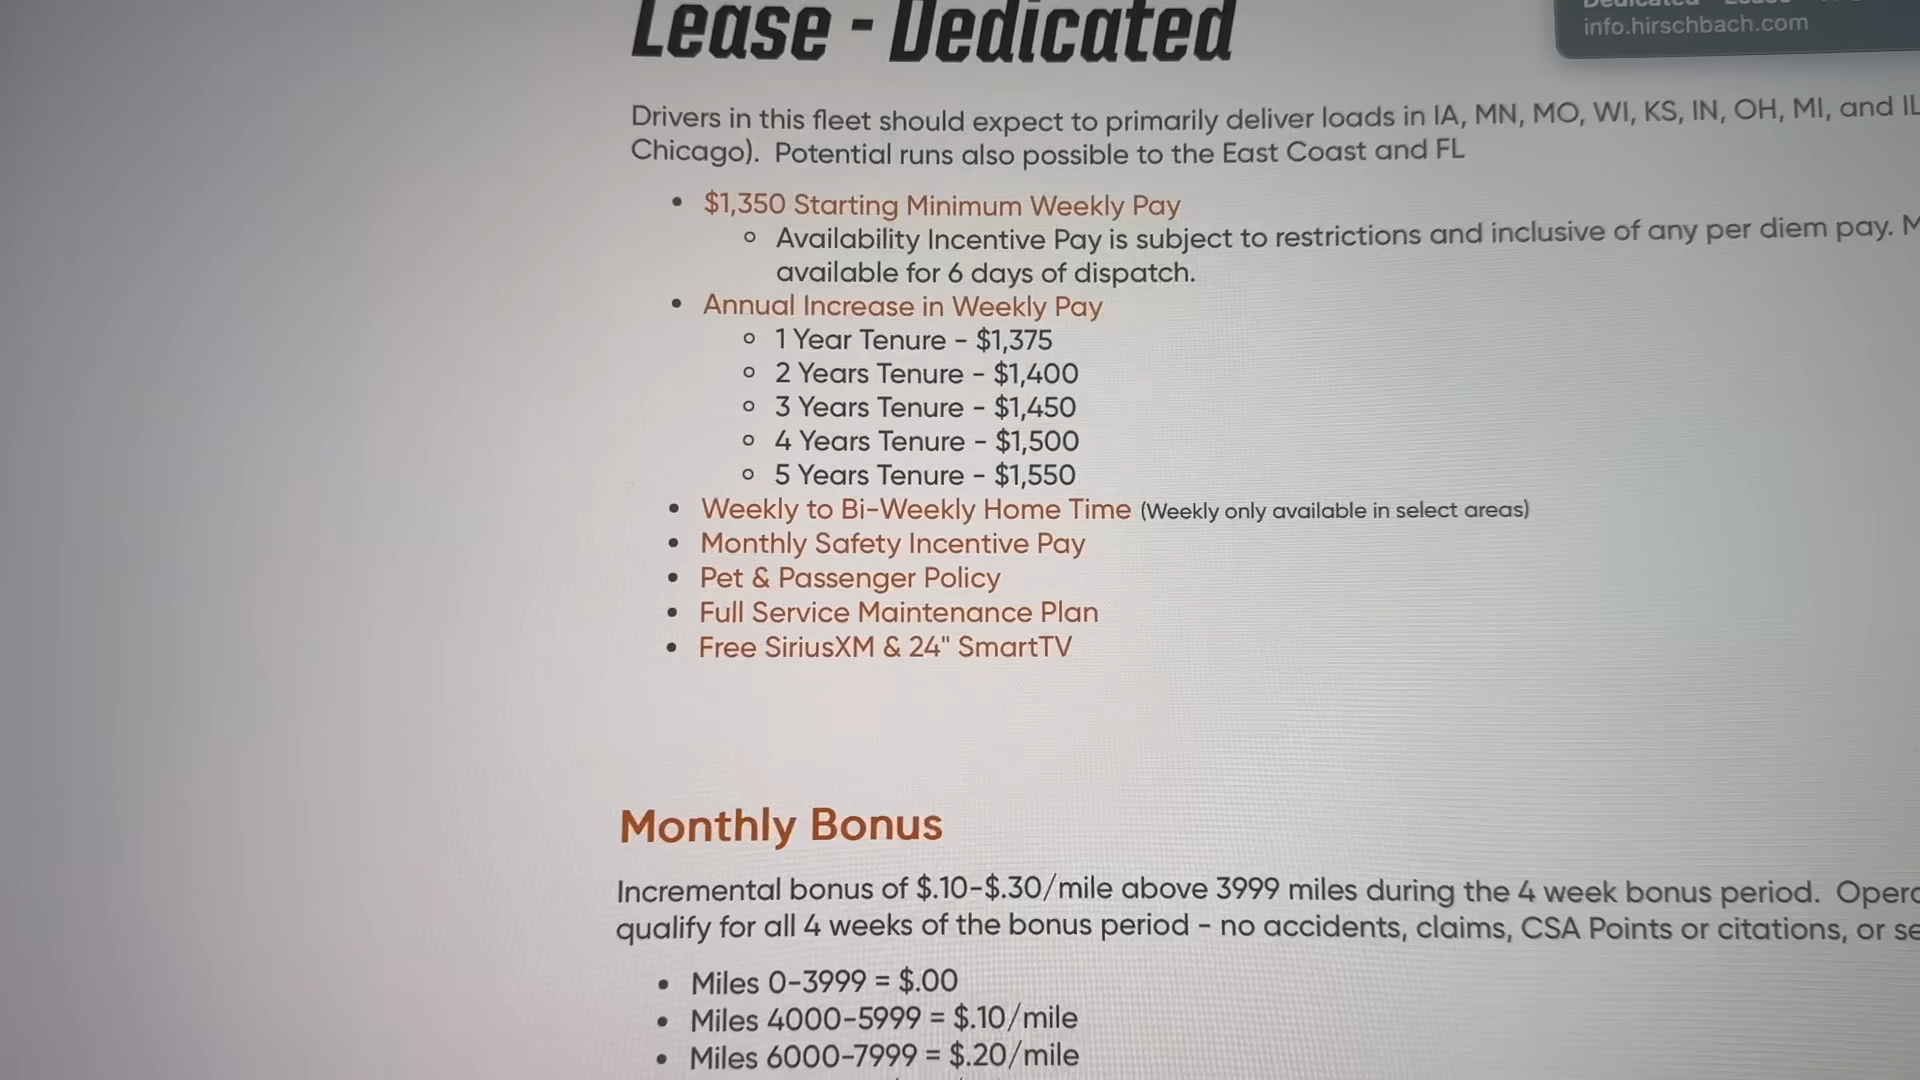 Lease - Dedicated
info.hirschbach.com
Drivers in this fleet should expect to primarily deliver loads in IA, MN, MO, WI, KS, IN, OH, MI, and IL
Chicago). Potential runs also possible to the East Coast and FL
• $1,350 Starting Minimum Weekly Pay
○ Availability Incentive Pay is subject to restrictions and inclusive of any per diem pay. M
available for 6 days of dispatch.
• Annual Increase in Weekly Pay
○ 1 Year Tenure - $1,375
○ 2 Years Tenure - $1,400
○ 3 Years Tenure - $1,450
○ 4 Years Tenure - $1,500
○ 5 Years Tenure - $1,550
• Weekly to Bi-Weekly Home Time (Weekly only available in select areas)
• Monthly Safety Incentive Pay
• Pet & Passenger Policy
• Full Service Maintenance Plan
• Free SiriusXM & 24" SmartTV
Monthly Bonus
Incremental bonus of $.10-$.30/mile above 3999 miles during the 4 week bonus period. Opera
qualify for all 4 weeks of the bonus period - no accidents, claims, CSA Points or citations, or se
• Miles 0-3999 = $.00
• Miles 4000-5999 = $.10/mile
• Miles 6000-7999 = $.20/mile